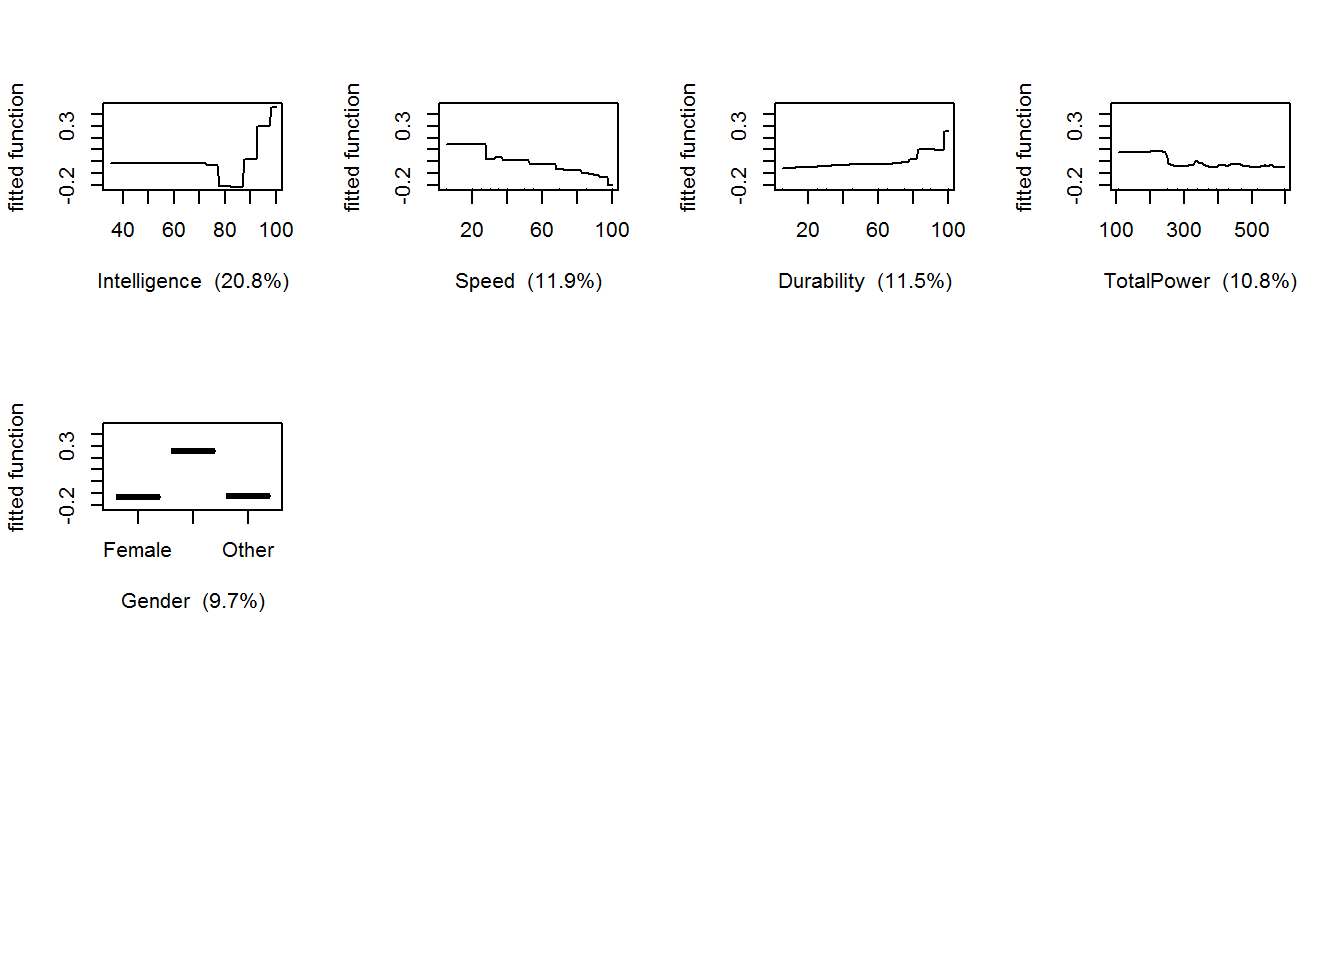 fitted function
0.3
-0.2
40 60 80 100
Intelligence (20.8%)
fitted function
0.3
-0.2
20 60 100
Speed (11.9%)
fitted function
0.3
-0.2
20 60 100
Durability (11.5%)
fitted function
0.3
-0.2
100 300 500
TotalPower (10.8%)
fitted function
0.3
-0.2
Female Other
Gender (9.7%)